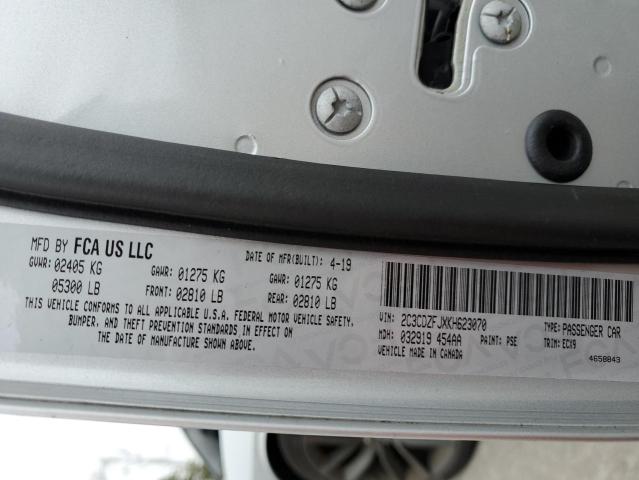 MFD BY FCA US LLC
DATE OF MFR(BUILT): 4-19
GVWR: 02405 KG GAWR: 01275 KG GAWR: 01275 KG
05300 LB FRONT: 02810 LB REAR: 02810 LB
THIS VEHICLE CONFORMS TO ALL APPLICABLE U.S.A. FEDERAL MOTOR VEHICLE SAFETY,
BUMPER, AND THEFT PREVENTION STANDARDS IN EFFECT ON
THE DATE OF MANUFACTURE SHOWN ABOVE.
VIN: 2C3CDZFJXKH623070 TYPE: PASSENGER CAR
MDH: 032919 454AA PAINT: PSE TRIM: ECX9
VEHICLE MADE IN CANADA 4658843